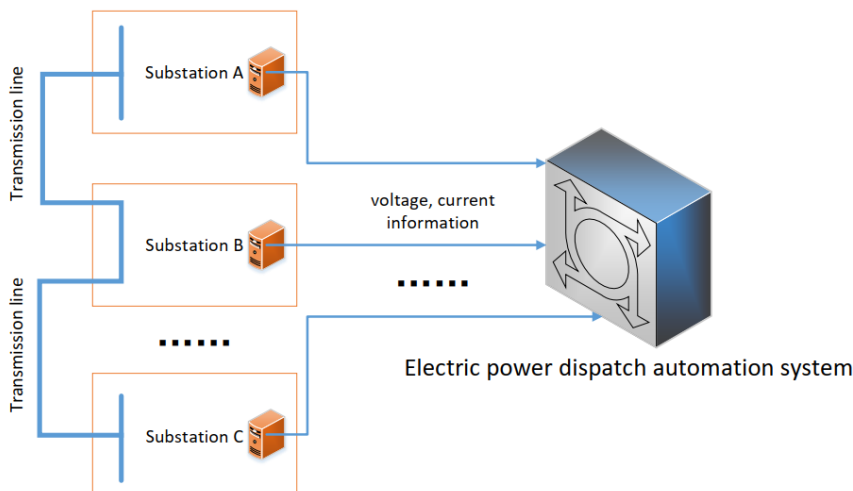 Transmission line
Substation A
voltage, current
information
Substation B
......
......
Transmission line
Substation C
Electric power dispatch automation system